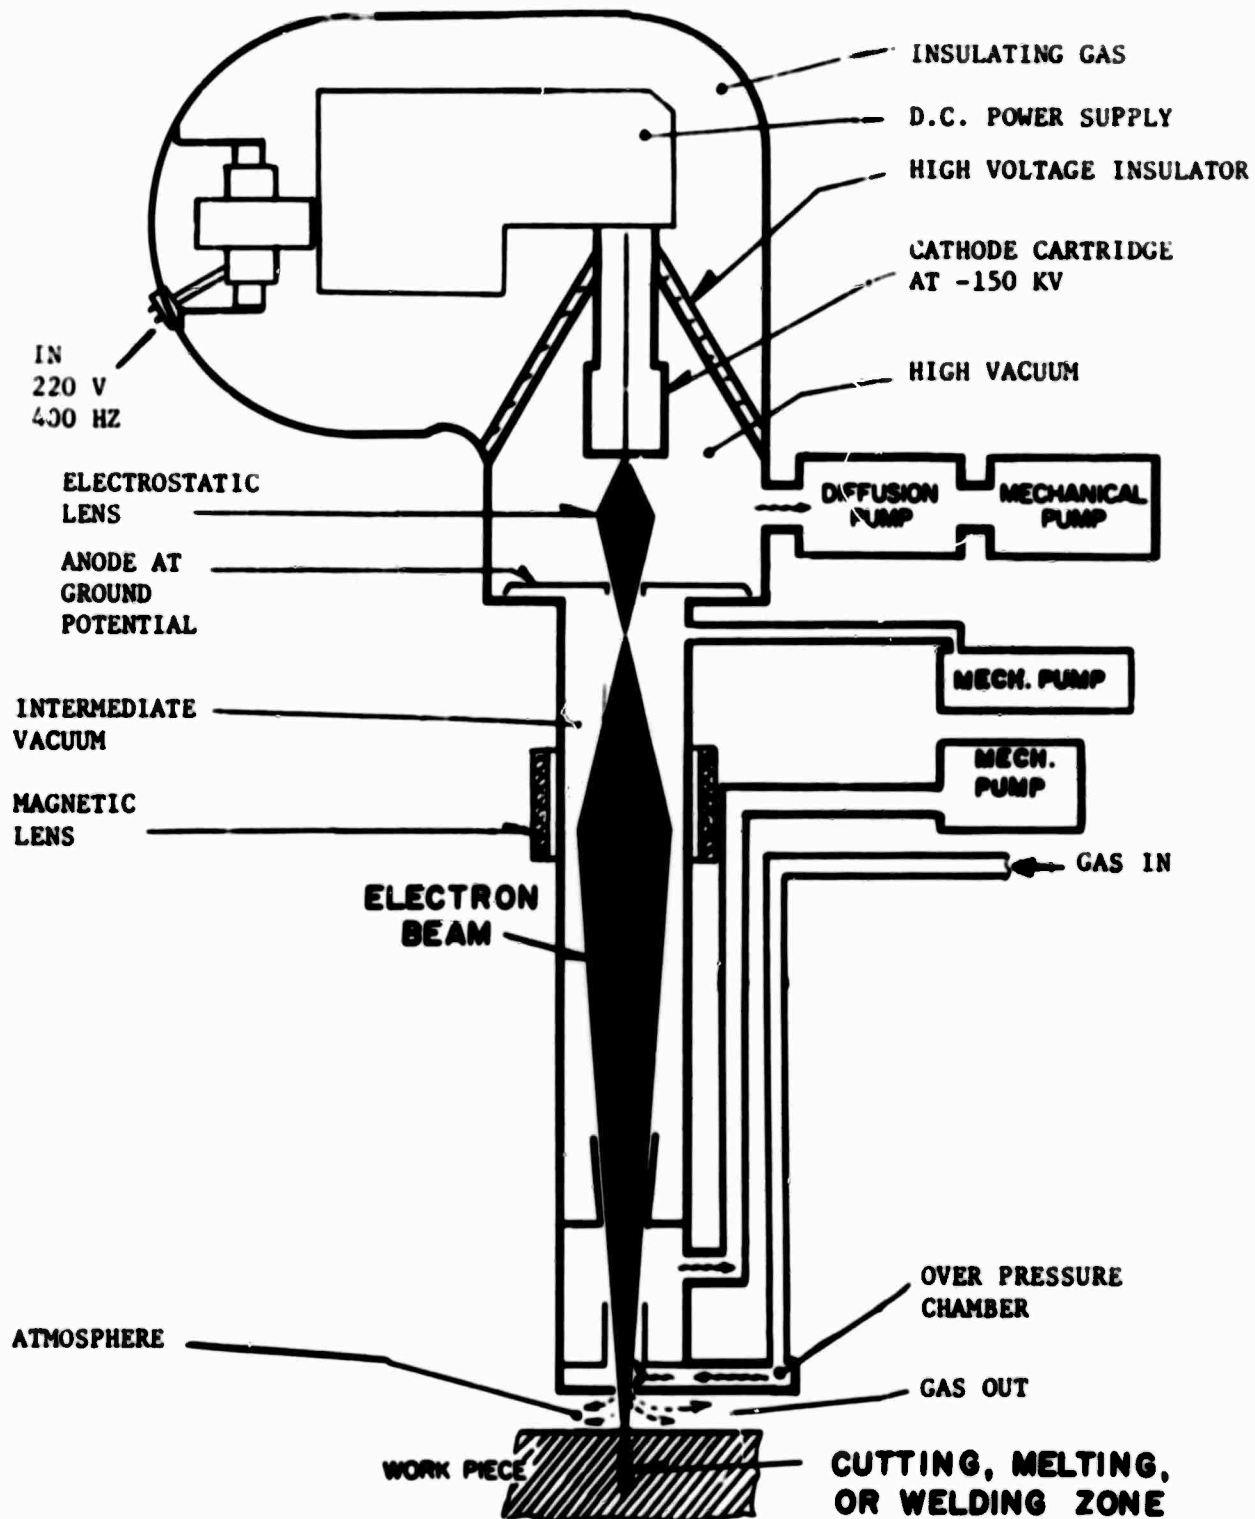 INSULATING GAS
D.C. POWER SUPPLY
HIGH VOLTAGE INSULATOR
CATHODE CARTRIDGE
AT -150 KV
HIGH VACUUM
IN
220 V
400 HZ
ELECTROSTATIC
LENS
DIFFUSION
PUMP
MECHANICAL
PUMP
ANODE AT
GROUND
POTENTIAL
MECH. PUMP
INTERMEDIATE
VACUUM
MECH.
PUMP
MAGNETIC
LENS
GAS IN
ELECTRON
BEAM
OVER PRESSURE
CHAMBER
ATMOSPHERE
GAS OUT
WORK PIECE
CUTTING, MELTING,
OR WELDING ZONE